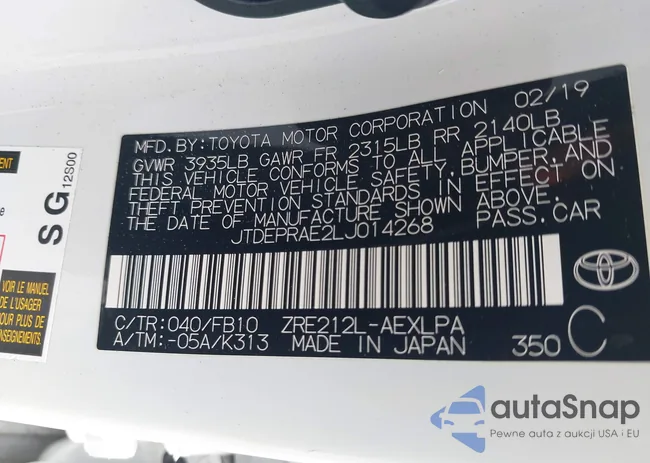 MFD. BY: TOYOTA MOTOR CORPORATION 02/19
GVWR 3935LB GAWR FR 2315LB RR 2140LB
THIS VEHICLE CONFORMS TO ALL APPLICABLE
FEDERAL MOTOR VEHICLE SAFETY, BUMPER, AND
THEFT PREVENTION STANDARDS IN EFFECT ON
THE DATE OF MANUFACTURE SHOWN ABOVE.
JTDEPRAE2LJ014268 PASS. CAR
C/TR: 040/FB10 ZRE212L-AEXLPA
A/TM: -05A/K313 MADE IN JAPAN 350 C
SG 12S00
VOIR LE MANUEL
DE L'USAGER
autaSnap
Pewne auta z aukcji USA i EU